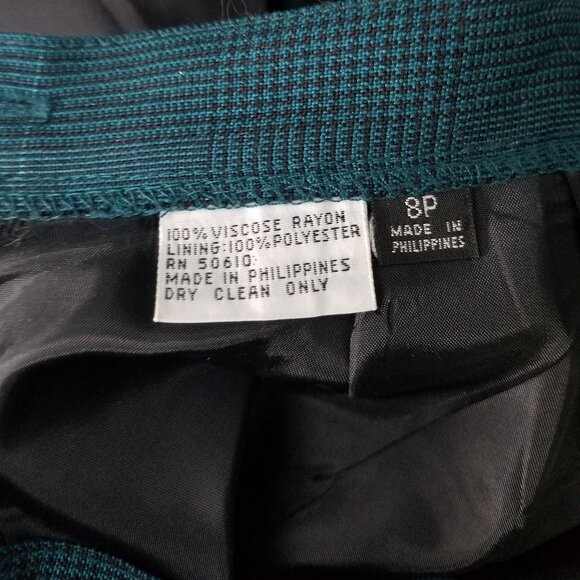 100% VISCOSE RAYON
LINING:100% POLYESTER
RN 50610
MADE IN PHILIPPINES
DRY CLEAN ONLY
8P
MADE IN
PHILIPPINES